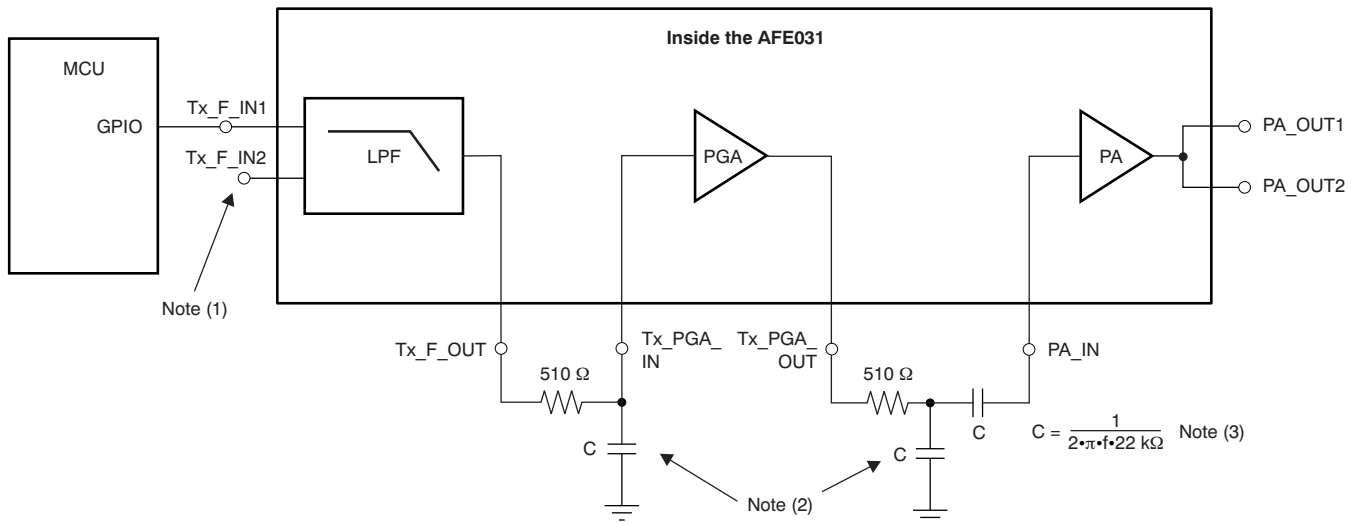 Inside the AFE031
MCU
GPIO
Tx_F_IN1
Tx_F_IN2
LPF
PGA
PA
PA_OUT1
PA_OUT2
Note (1)
Tx_F_OUT
Tx_PGA_
IN
Tx_PGA_
OUT
PA_IN
510 Ω
510 Ω
C
C
C
C = 1
2•π•f•22 kΩ
Note (3)
Note (2)